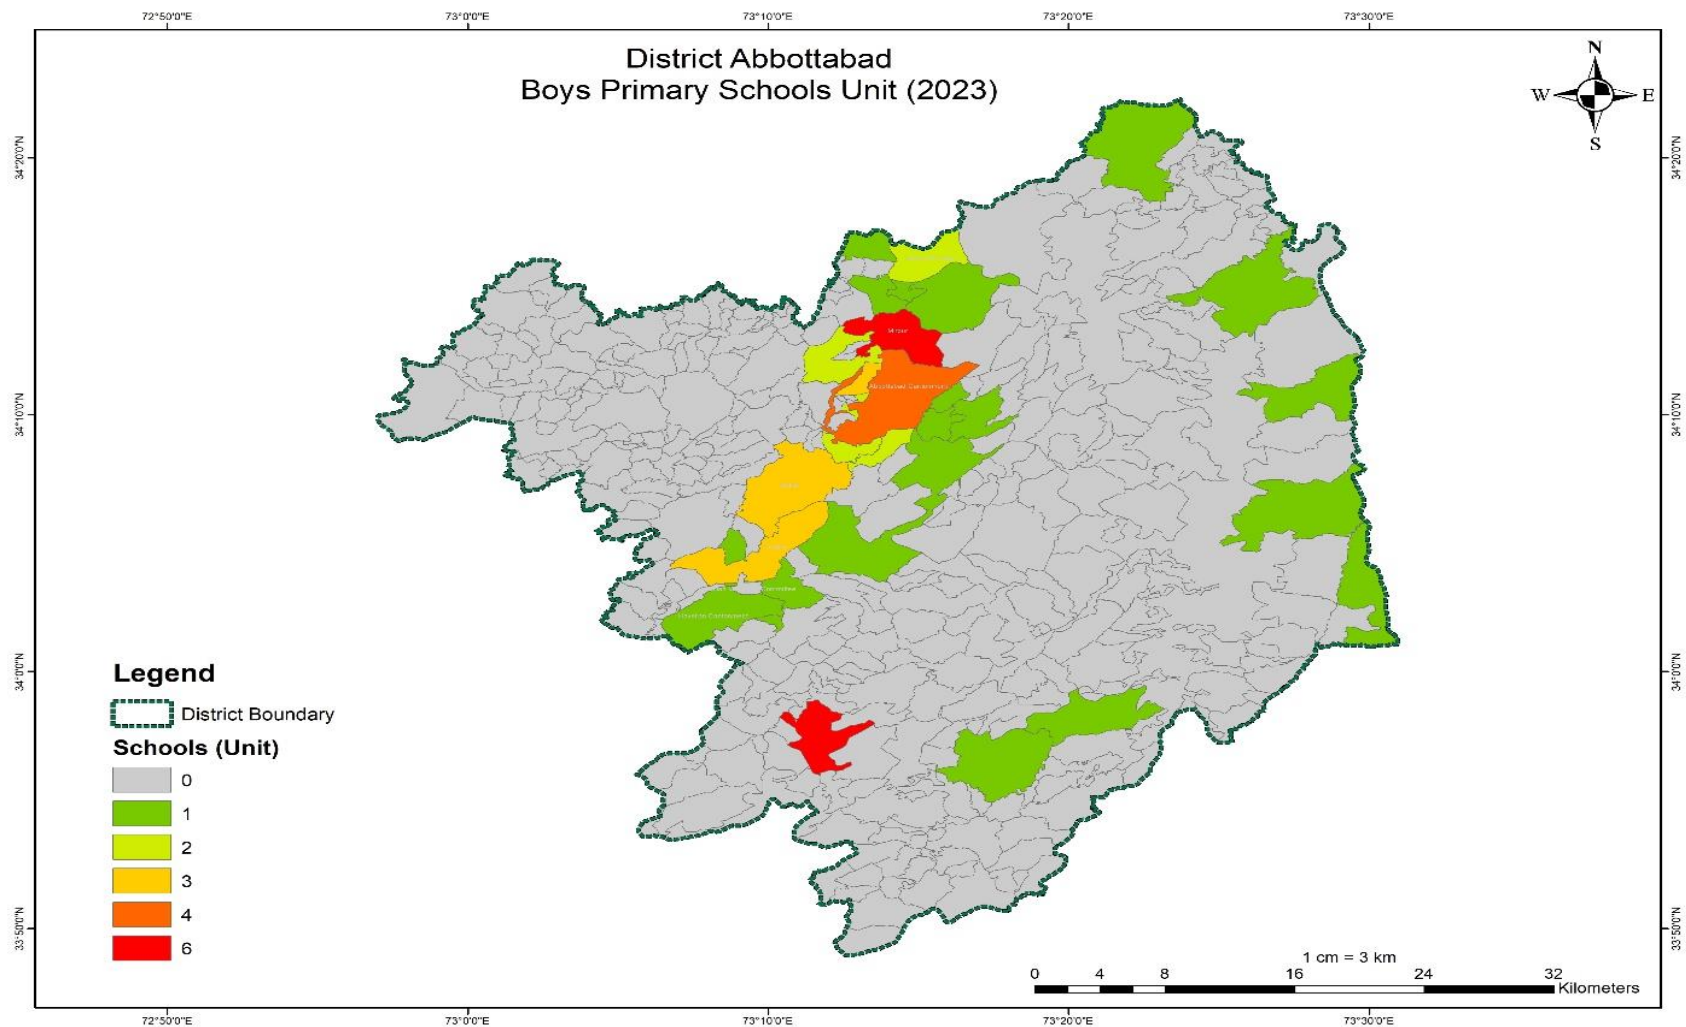 72°50'0"E 73°0'0"E 73°10'0"E 73°20'0"E 73°30'0"E
District Abbottabad
Boys Primary Schools Unit (2023)
N
W E
S
34°20'0"N 34°20'0"N
Mirpur
Abbottabad Cantonment
34°10'0"N 34°10'0"N
Havelian Cantonment
34°0'0"N 34°0'0"N
Legend
District Boundary
Schools (Unit)
0
1
2
3
4
6
33°50'0"N 33°50'0"N
1 cm = 3 km
0 4 8 16 24 32
Kilometers
72°50'0"E 73°0'0"E 73°10'0"E 73°20'0"E 73°30'0"E